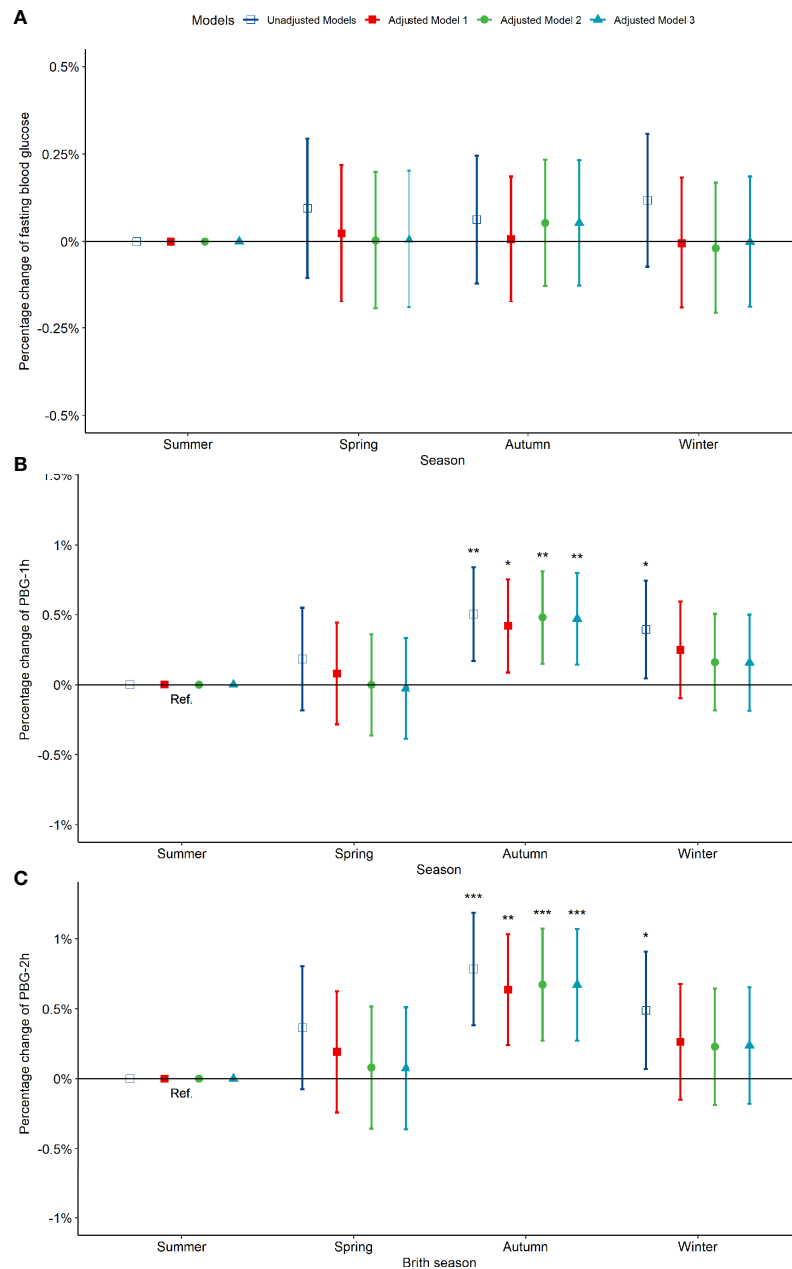 A
Models Unadjusted Models Adjusted Model 1 Adjusted Model 2 Adjusted Model 3
Percentage change of fasting blood glucose
0.5%
0.25%
0%
-0.25%
-0.5%
Summer Spring Autumn Winter
Season
B
Percentage change of PBG-1h
1.5%
1%
0.5%
0%
-0.5%
-1%
** * ** ** *
Ref.
Summer Spring Autumn Winter
Season
C
Percentage change of PBG-2h
1%
0.5%
0%
-0.5%
-1%
*** ** *** *** *
Ref.
Summer Spring Autumn Winter
Brith season